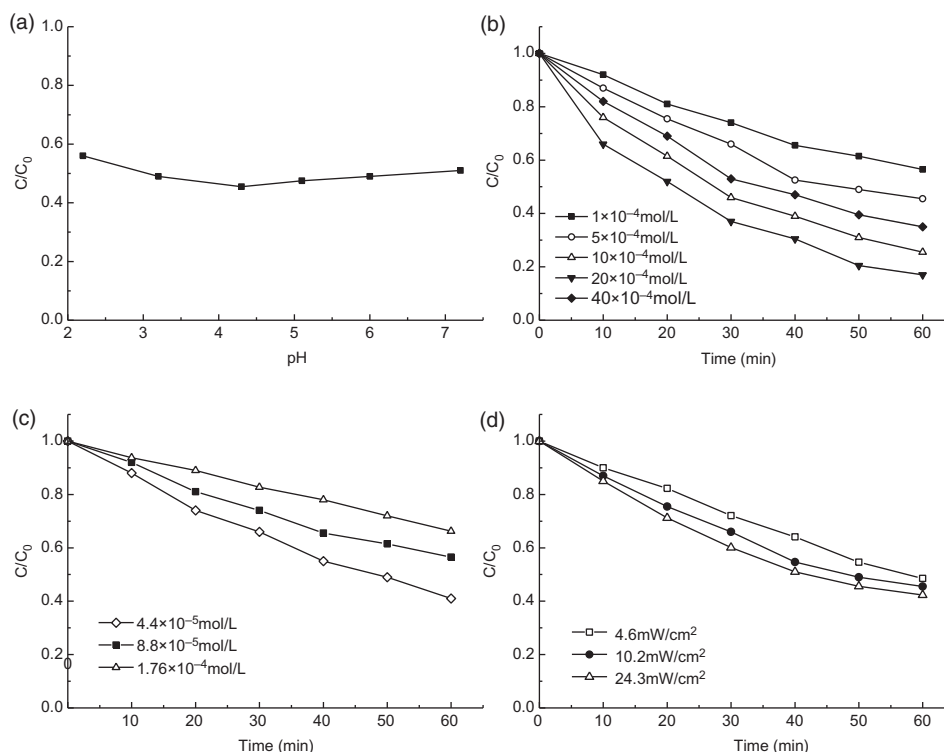 (a)
1.0
0.8
0.6
0.4
0.2
0.0
C/C₀
2 3 4 5 6 7
pH
(b)
1.0
0.8
0.6
0.4
0.2
0.0
C/C₀
1×10⁻⁴mol/L
5×10⁻⁴mol/L
10×10⁻⁴mol/L
20×10⁻⁴mol/L
40×10⁻⁴mol/L
0 10 20 30 40 50 60
Time (min)
(c)
1.0
0.8
0.6
0.4
0.2
0.0
C/C₀
4.4×10⁻⁵mol/L
8.8×10⁻⁵mol/L
1.76×10⁻⁴mol/L
0
10 20 30 40 50 60
Time (min)
(d)
1.0
0.8
0.6
0.4
0.2
0.0
C/C₀
4.6mW/cm²
10.2mW/cm²
24.3mW/cm²
0 10 20 30 40 50 60
Time (min)